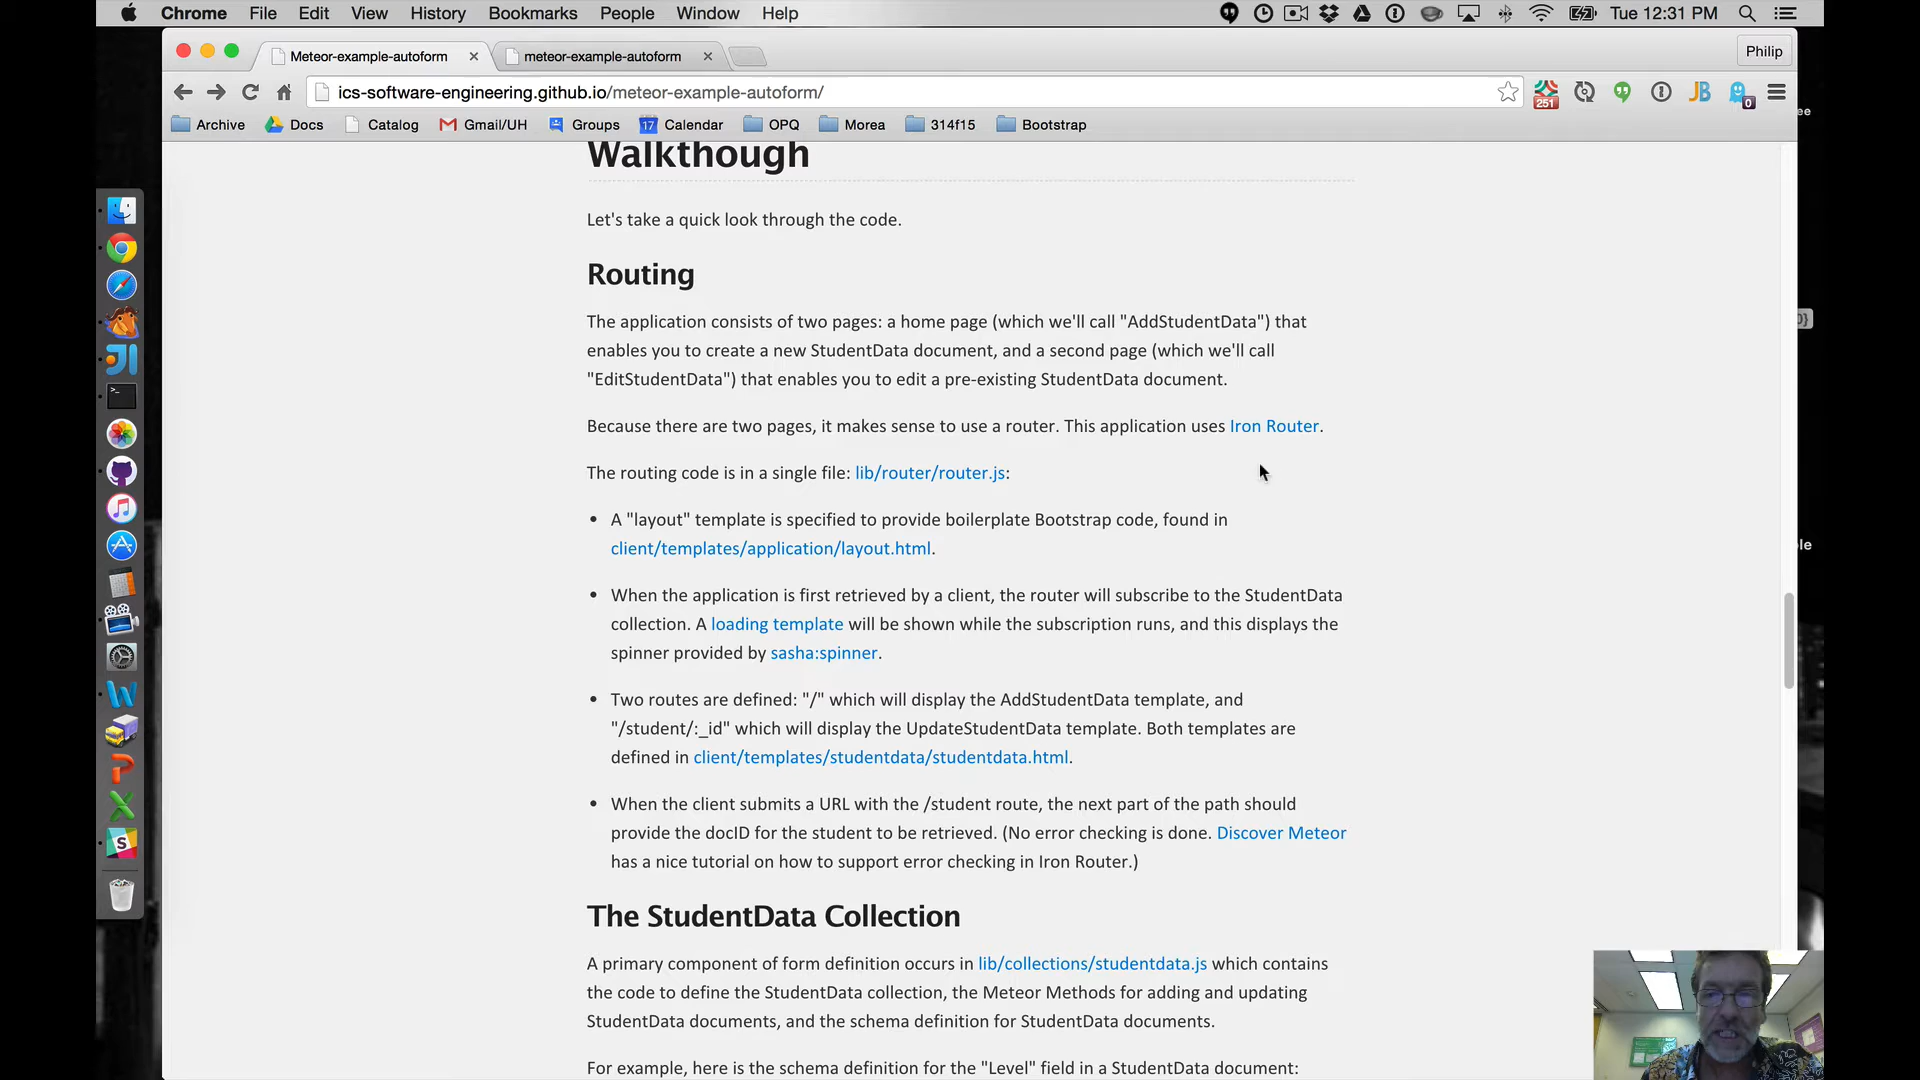 Chrome File Edit View History Bookmarks People Window Help Tue 12:31 PM
Meteor-example-autoform meteor-example-autoform Philip
ics-software-engineering.github.io/meteor-example-autoform/ 251 JB 0
Archive Docs Catalog Gmail/UH Groups 17 Calendar OPQ Morea 314f15 Bootstrap
Walkthough
Let's take a quick look through the code.
Routing
The application consists of two pages: a home page (which we'll call "AddStudentData") that
enables you to create a new StudentData document, and a second page (which we'll call
"EditStudentData") that enables you to edit a pre-existing StudentData document.
Because there are two pages, it makes sense to use a router. This application uses Iron Router.
The routing code is in a single file: lib/router/router.js:
• A "layout" template is specified to provide boilerplate Bootstrap code, found in
client/templates/application/layout.html.
• When the application is first retrieved by a client, the router will subscribe to the StudentData
collection. A loading template will be shown while the subscription runs, and this displays the
spinner provided by sasha:spinner.
• Two routes are defined: "/" which will display the AddStudentData template, and
"/student/:_id" which will display the UpdateStudentData template. Both templates are
defined in client/templates/studentdata/studentdata.html.
• When the client submits a URL with the /student route, the next part of the path should
provide the docID for the student to be retrieved. (No error checking is done. Discover Meteor
has a nice tutorial on how to support error checking in Iron Router.)
The StudentData Collection
A primary component of form definition occurs in lib/collections/studentdata.js which contains
the code to define the StudentData collection, the Meteor Methods for adding and updating
StudentData documents, and the schema definition for StudentData documents.
For example, here is the schema definition for the "Level" field in a StudentData document: